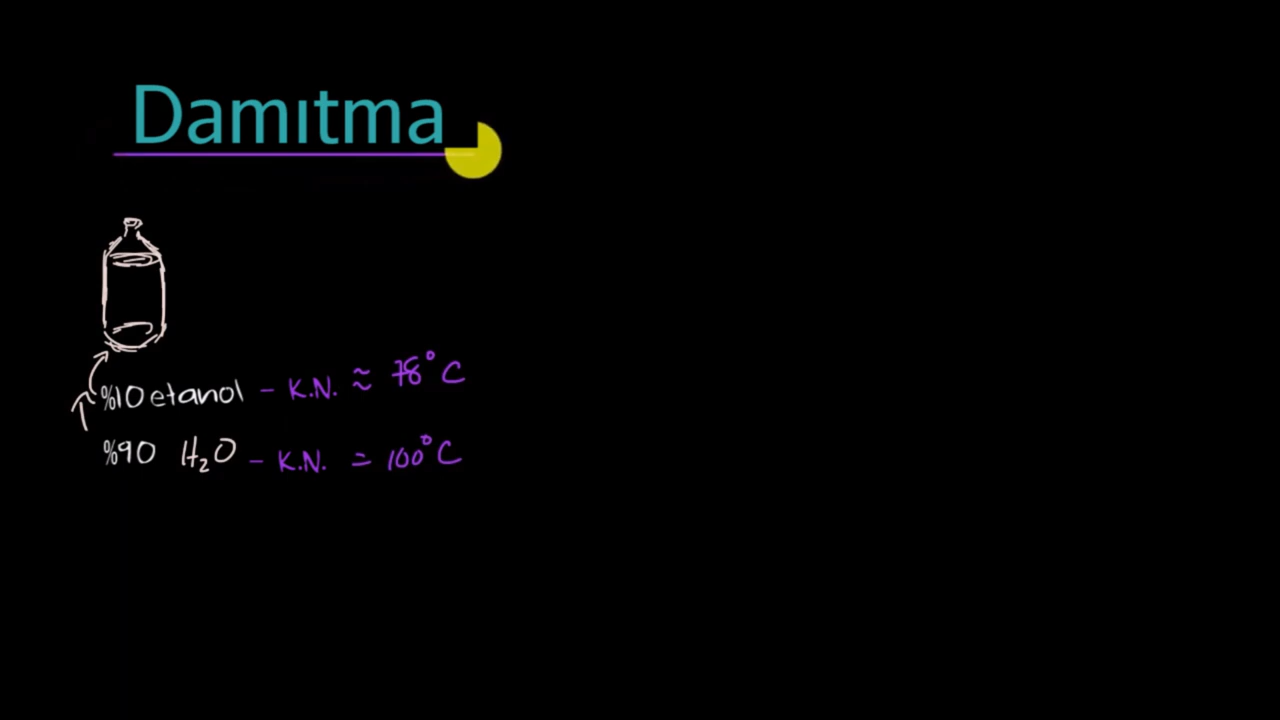 Damıtma
%10 etanol - K.N. ≈ 78°C
%90 H₂O - K.N. = 100°C